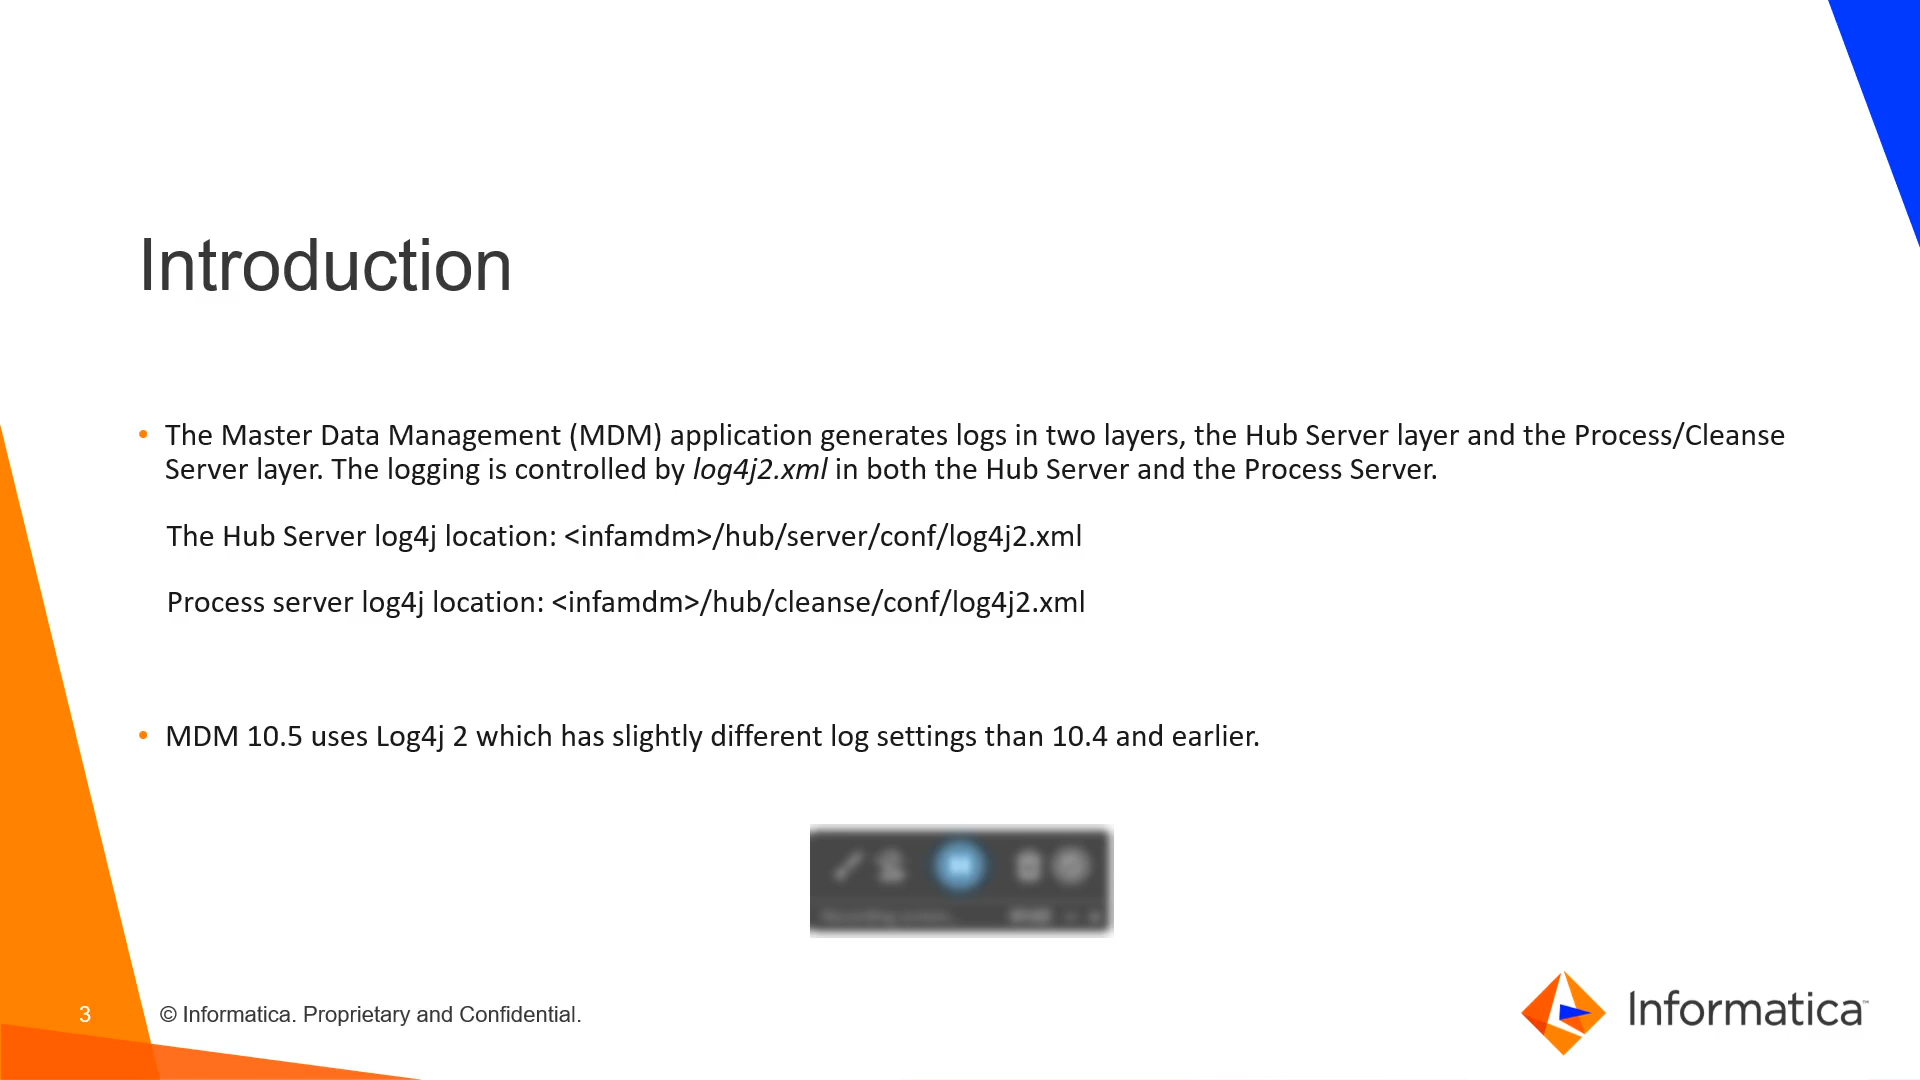 Introduction
• The Master Data Management (MDM) application generates logs in two layers, the Hub Server layer and the Process/Cleanse
Server layer. The logging is controlled by log4j2.xml in both the Hub Server and the Process Server.
The Hub Server log4j location: <infamdm>/hub/server/conf/log4j2.xml
Process server log4j location: <infamdm>/hub/cleanse/conf/log4j2.xml
• MDM 10.5 uses Log4j 2 which has slightly different log settings than 10.4 and earlier.
3
© Informatica. Proprietary and Confidential.
Informatica™